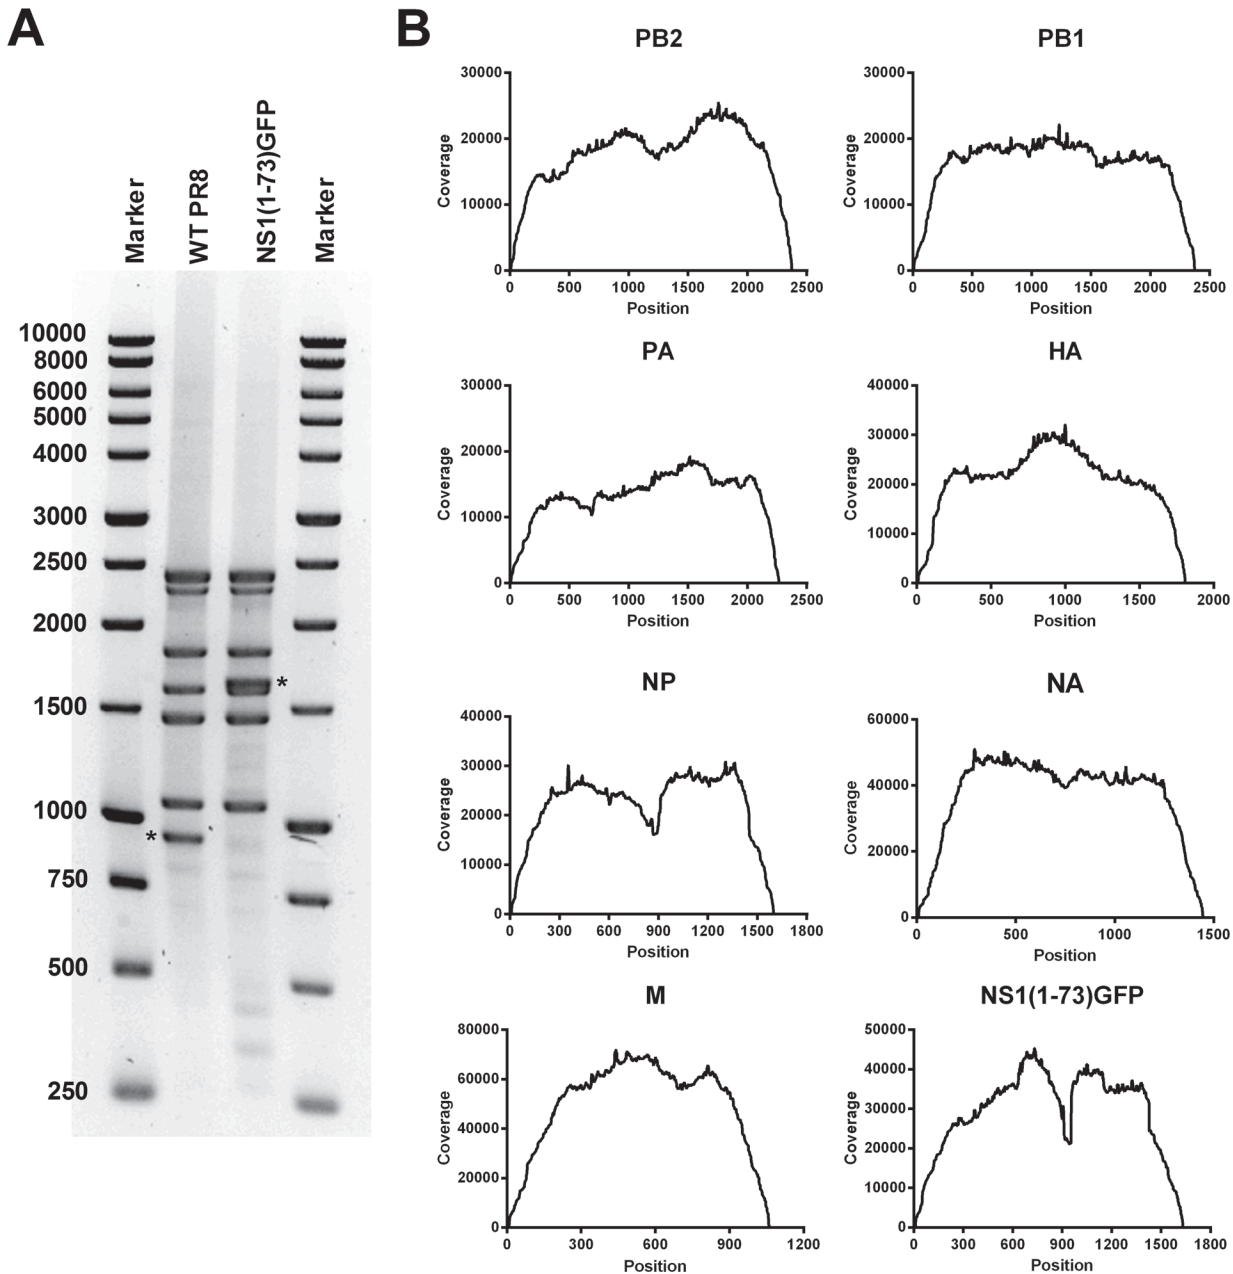 A
Marker
WT PR8
NS1(1-73)GFP
Marker
10000
8000
6000
5000
4000
3000
2500
2000
1500
1000
750
500
250
*
*
B
PB2
30000
20000
10000
0
Coverage
0 500 1000 1500 2000 2500
Position
PB1
30000
20000
10000
0
Coverage
0 500 1000 1500 2000 2500
Position
PA
30000
20000
10000
0
Coverage
0 500 1000 1500 2000 2500
Position
HA
40000
30000
20000
10000
0
Coverage
0 500 1000 1500 2000
Position
NP
40000
30000
20000
10000
0
Coverage
0 300 600 900 1200 1500 1800
Position
NA
60000
40000
20000
0
Coverage
0 500 1000 1500
Position
M
80000
60000
40000
20000
0
Coverage
0 300 600 900 1200
Position
NS1(1-73)GFP
50000
40000
30000
20000
10000
0
Coverage
0 300 600 900 1200 1500 1800
Position